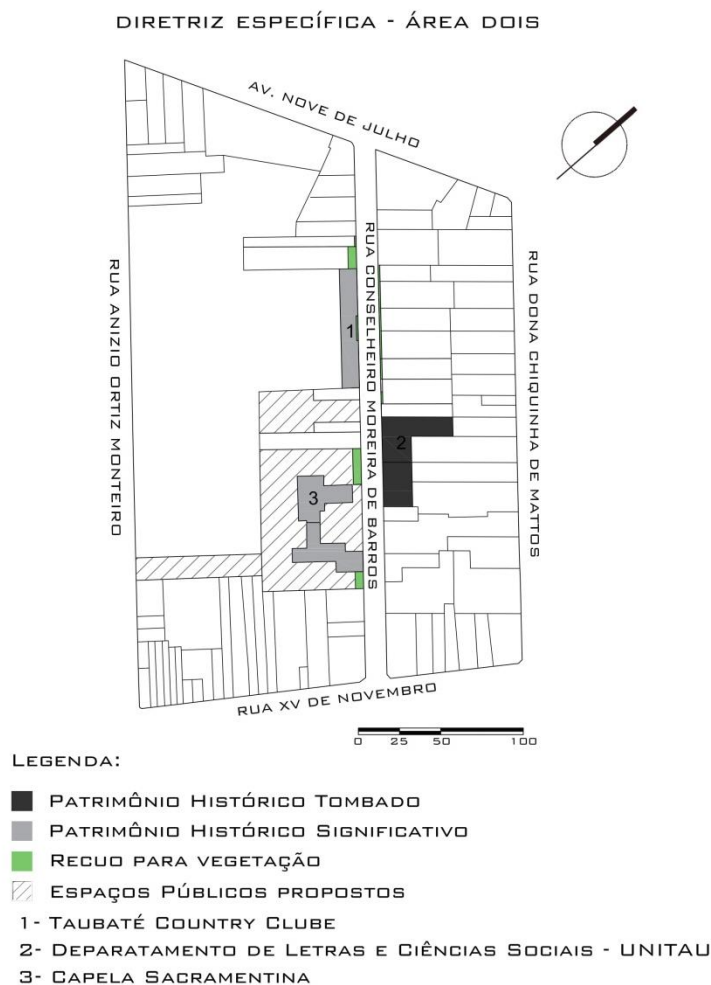 DIRETRIZ ESPECÍFICA - ÁREA DOIS
AV. NOVE DE JULHO
RUA ANIZIO ORTIZ MONTEIRO
RUA CONSELHEIRO MOREIRA DE BARROS
RUA DONA CHIQUINHA DE MATTOS
1
2
3
RUA XV DE NOVEMBRO
0 25 50 100
LEGENDA:
PATRIMÔNIO HISTÓRICO TOMBADO
PATRIMÔNIO HISTÓRICO SIGNIFICATIVO
RECUO PARA VEGETAÇÃO
ESPAÇOS PÚBLICOS PROPOSTOS
1- TAUBATÉ COUNTRY CLUBE
2- DEPARATAMENTO DE LETRAS E CIÊNCIAS SOCIAIS - UNITAU
3- CAPELA SACRAMENTINA